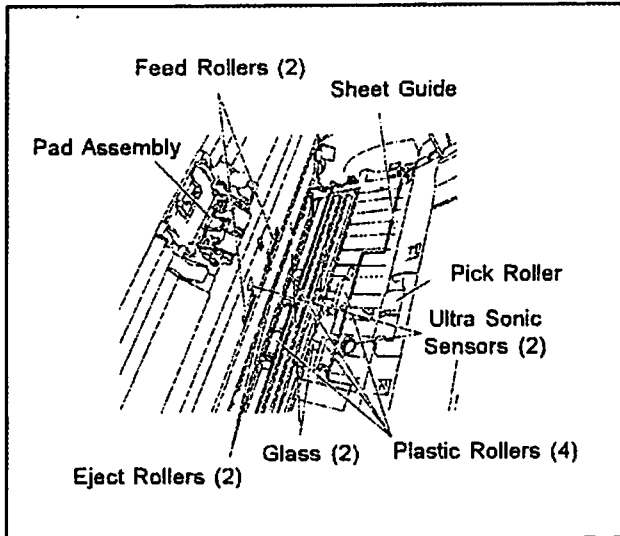 Feed Rollers (2)
Sheet Guide
Pad Assembly
Pick Roller
Ultra Sonic
Sensors (2)
Glass (2)
Plastic Rollers (4)
Eject Rollers (2)